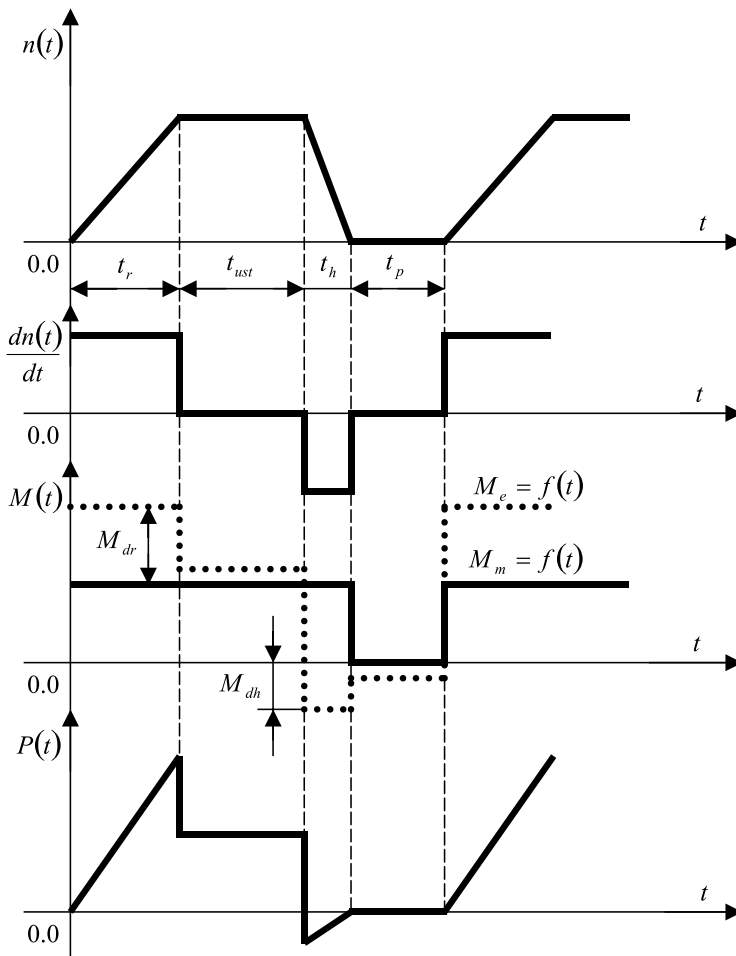 n(t)
t
0.0
t_r
t_ust
t_h
t_p
dn(t)
dt
t
0.0
M(t)
M_e = f(t)
M_dr
M_m = f(t)
t
0.0
M_dh
P(t)
t
0.0